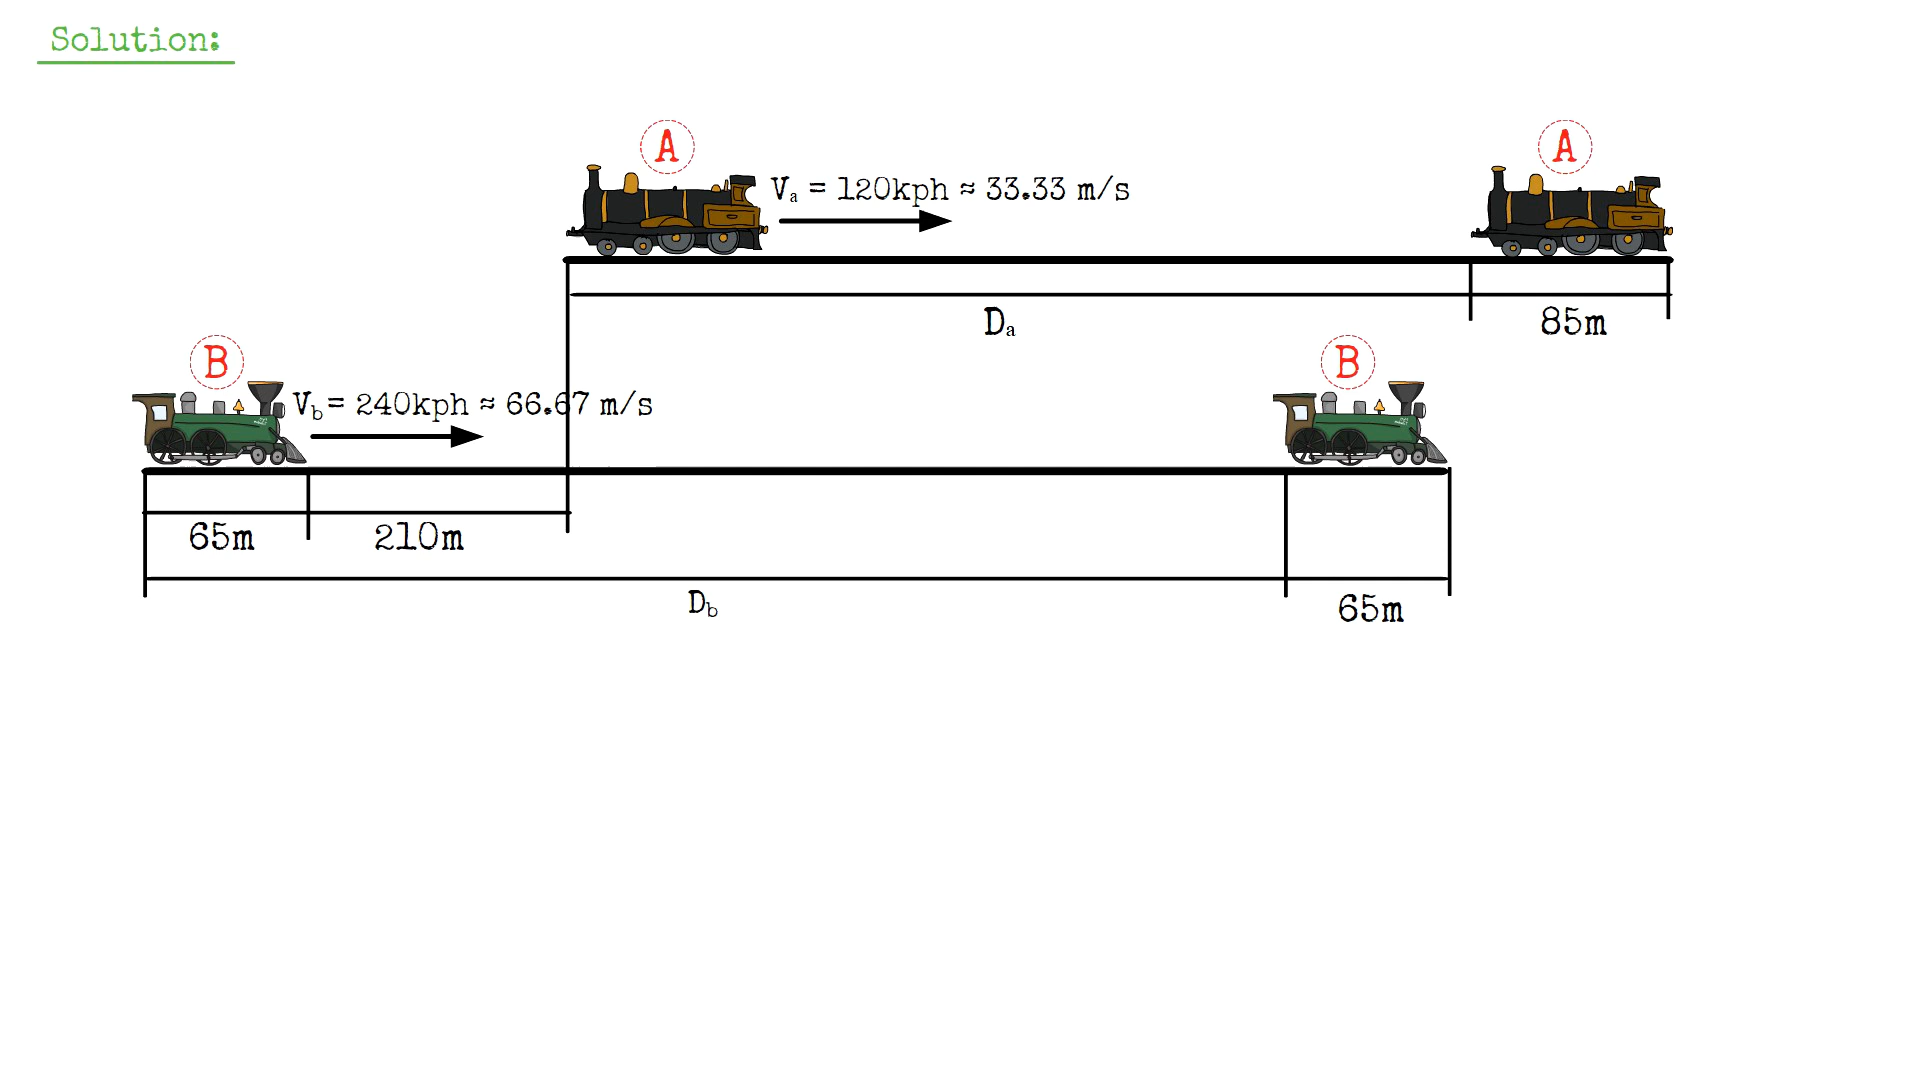 Solution:
A
A
Vₐ = 120kph ≈ 33.33 m/s
Dₐ
85m
B
B
V_b = 240kph ≈ 66.67 m/s
65m
210m
D_b
65m